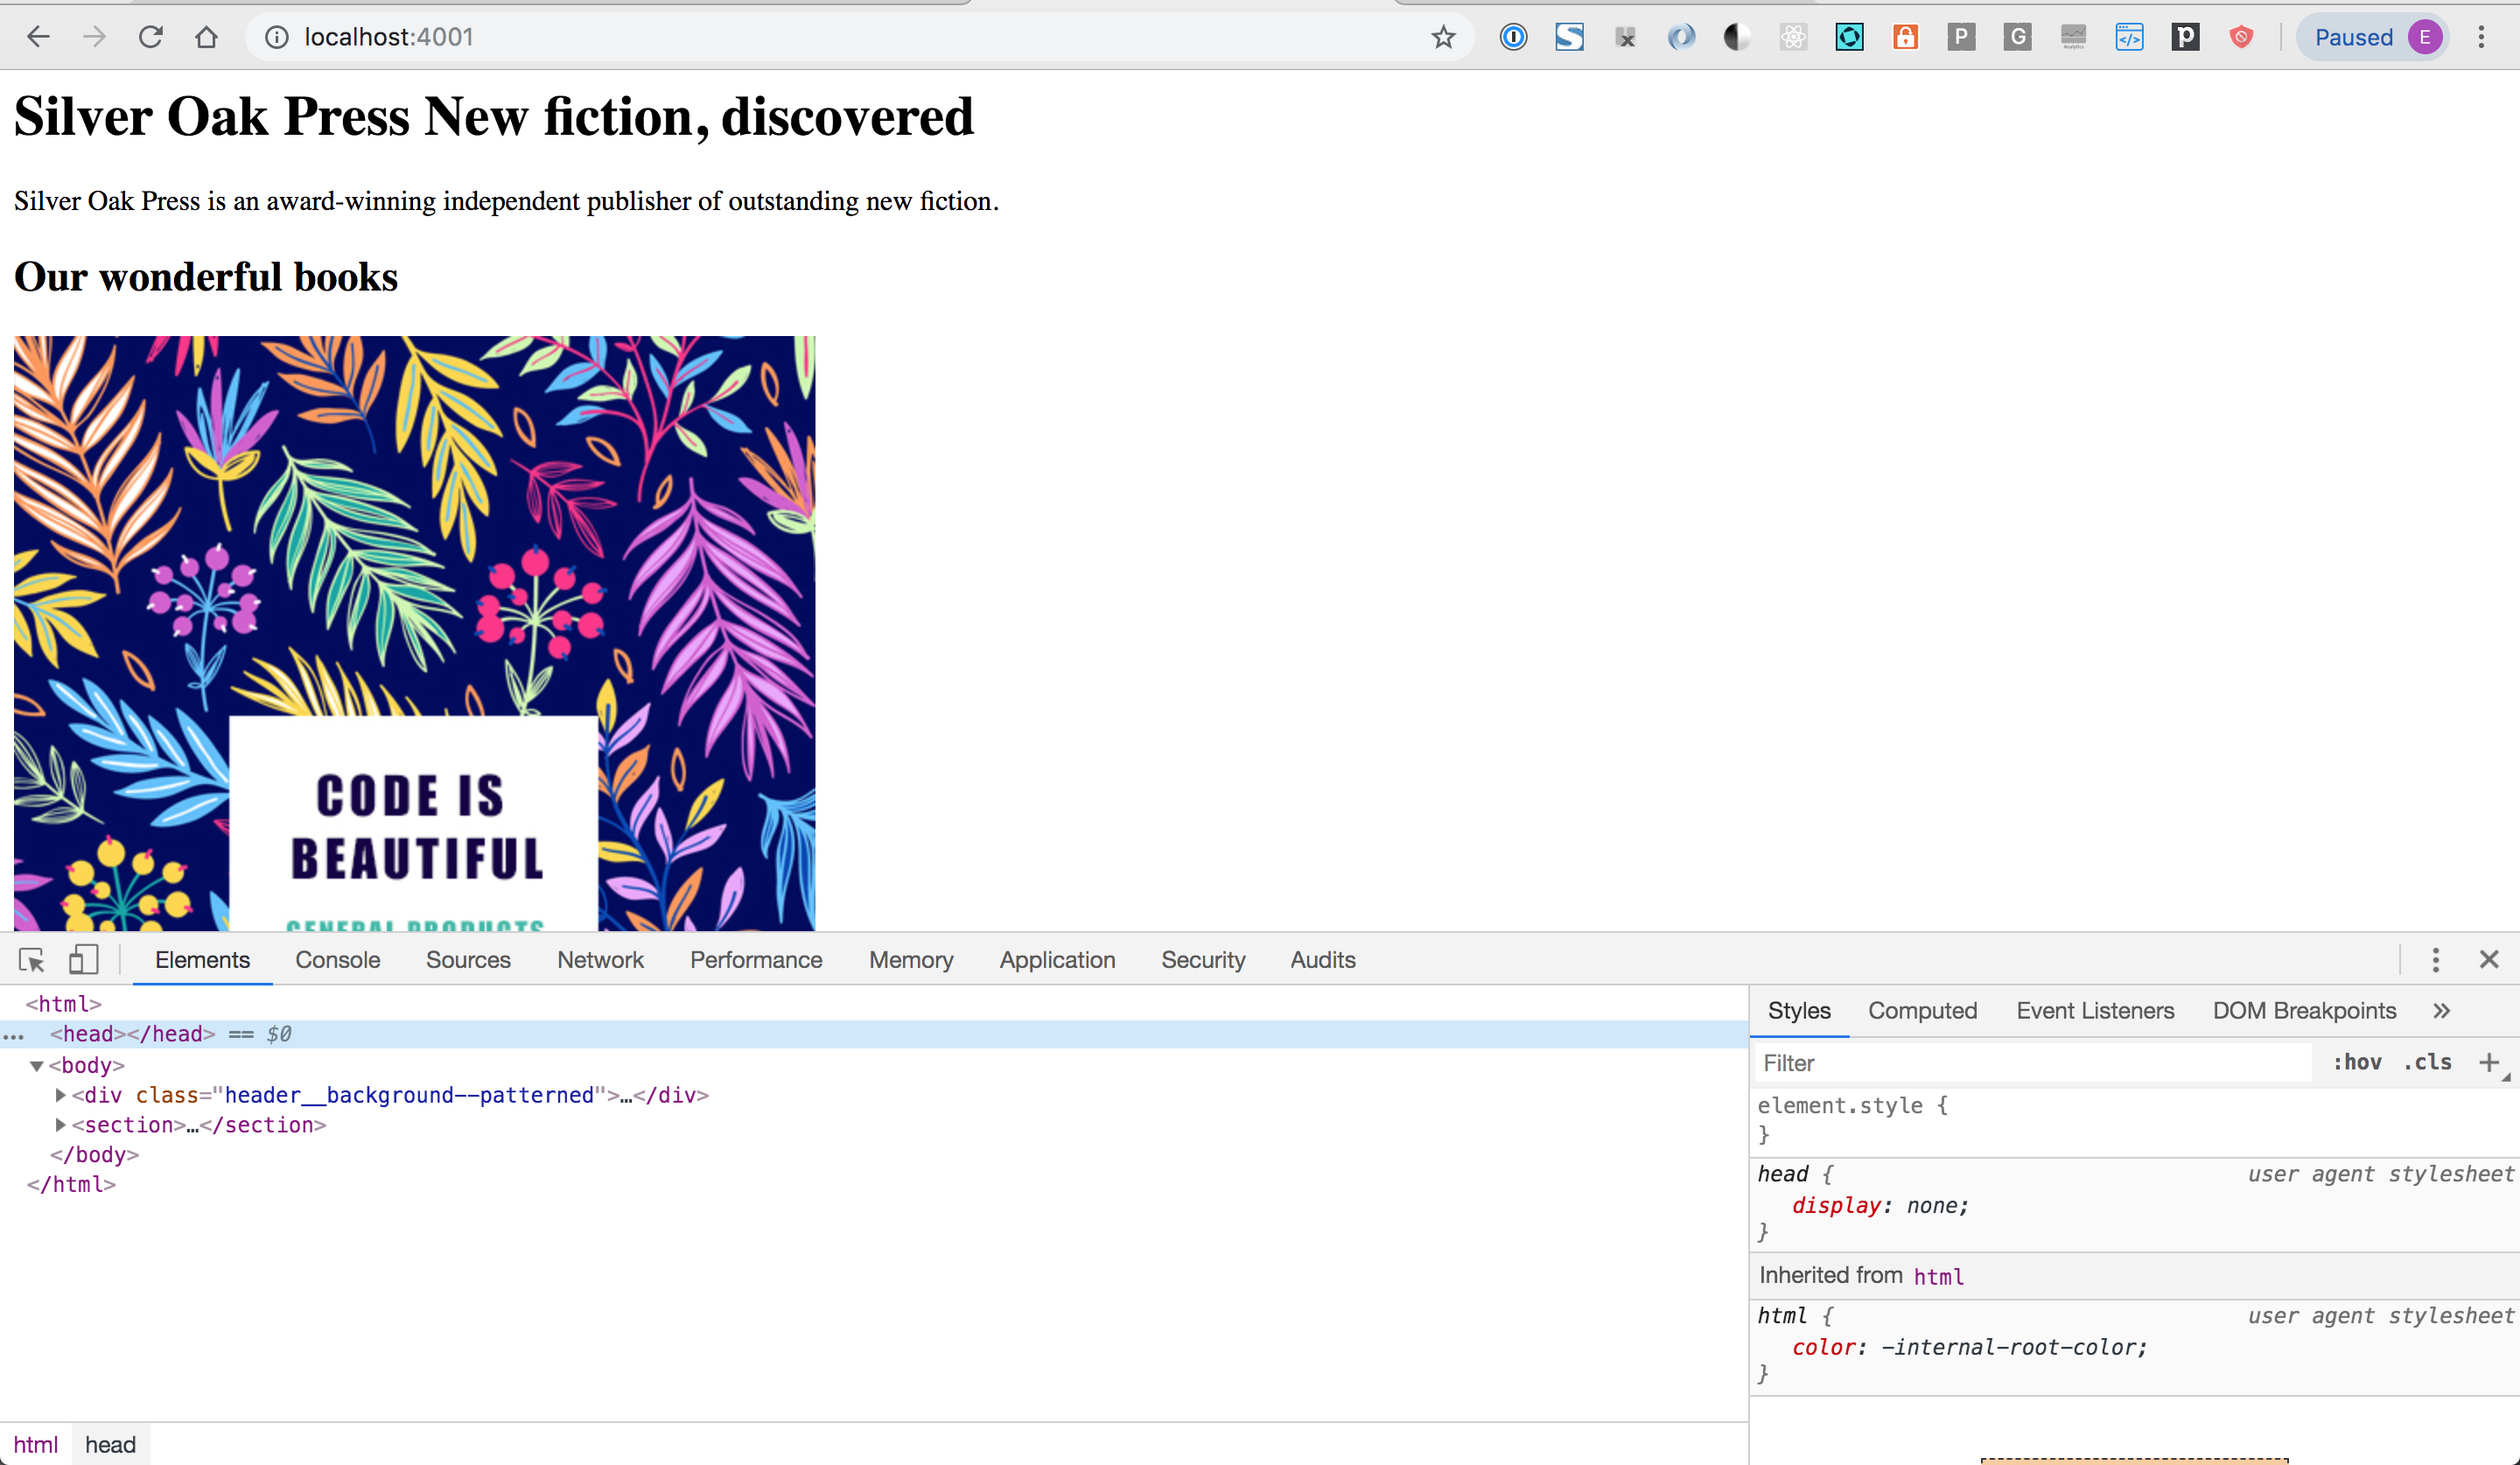 localhost:4001
P
G
Analytics
</>
p
Paused
E
Silver Oak Press New fiction, discovered
Silver Oak Press is an award-winning independent publisher of outstanding new fiction.
Our wonderful books
CODE IS
BEAUTIFUL
GENERAL PRODUCTS
Elements Console Sources Network Performance Memory Application Security Audits
<html>
… <head></head> == $0
<body>
<div class="header__background--patterned">…</div>
<section>…</section>
</body>
</html>
html head
Styles Computed Event Listeners DOM Breakpoints »
Filter :hov .cls +
element.style {
}
head { user agent stylesheet
display: none;
}
Inherited from html
html { user agent stylesheet
color: -internal-root-color;
}